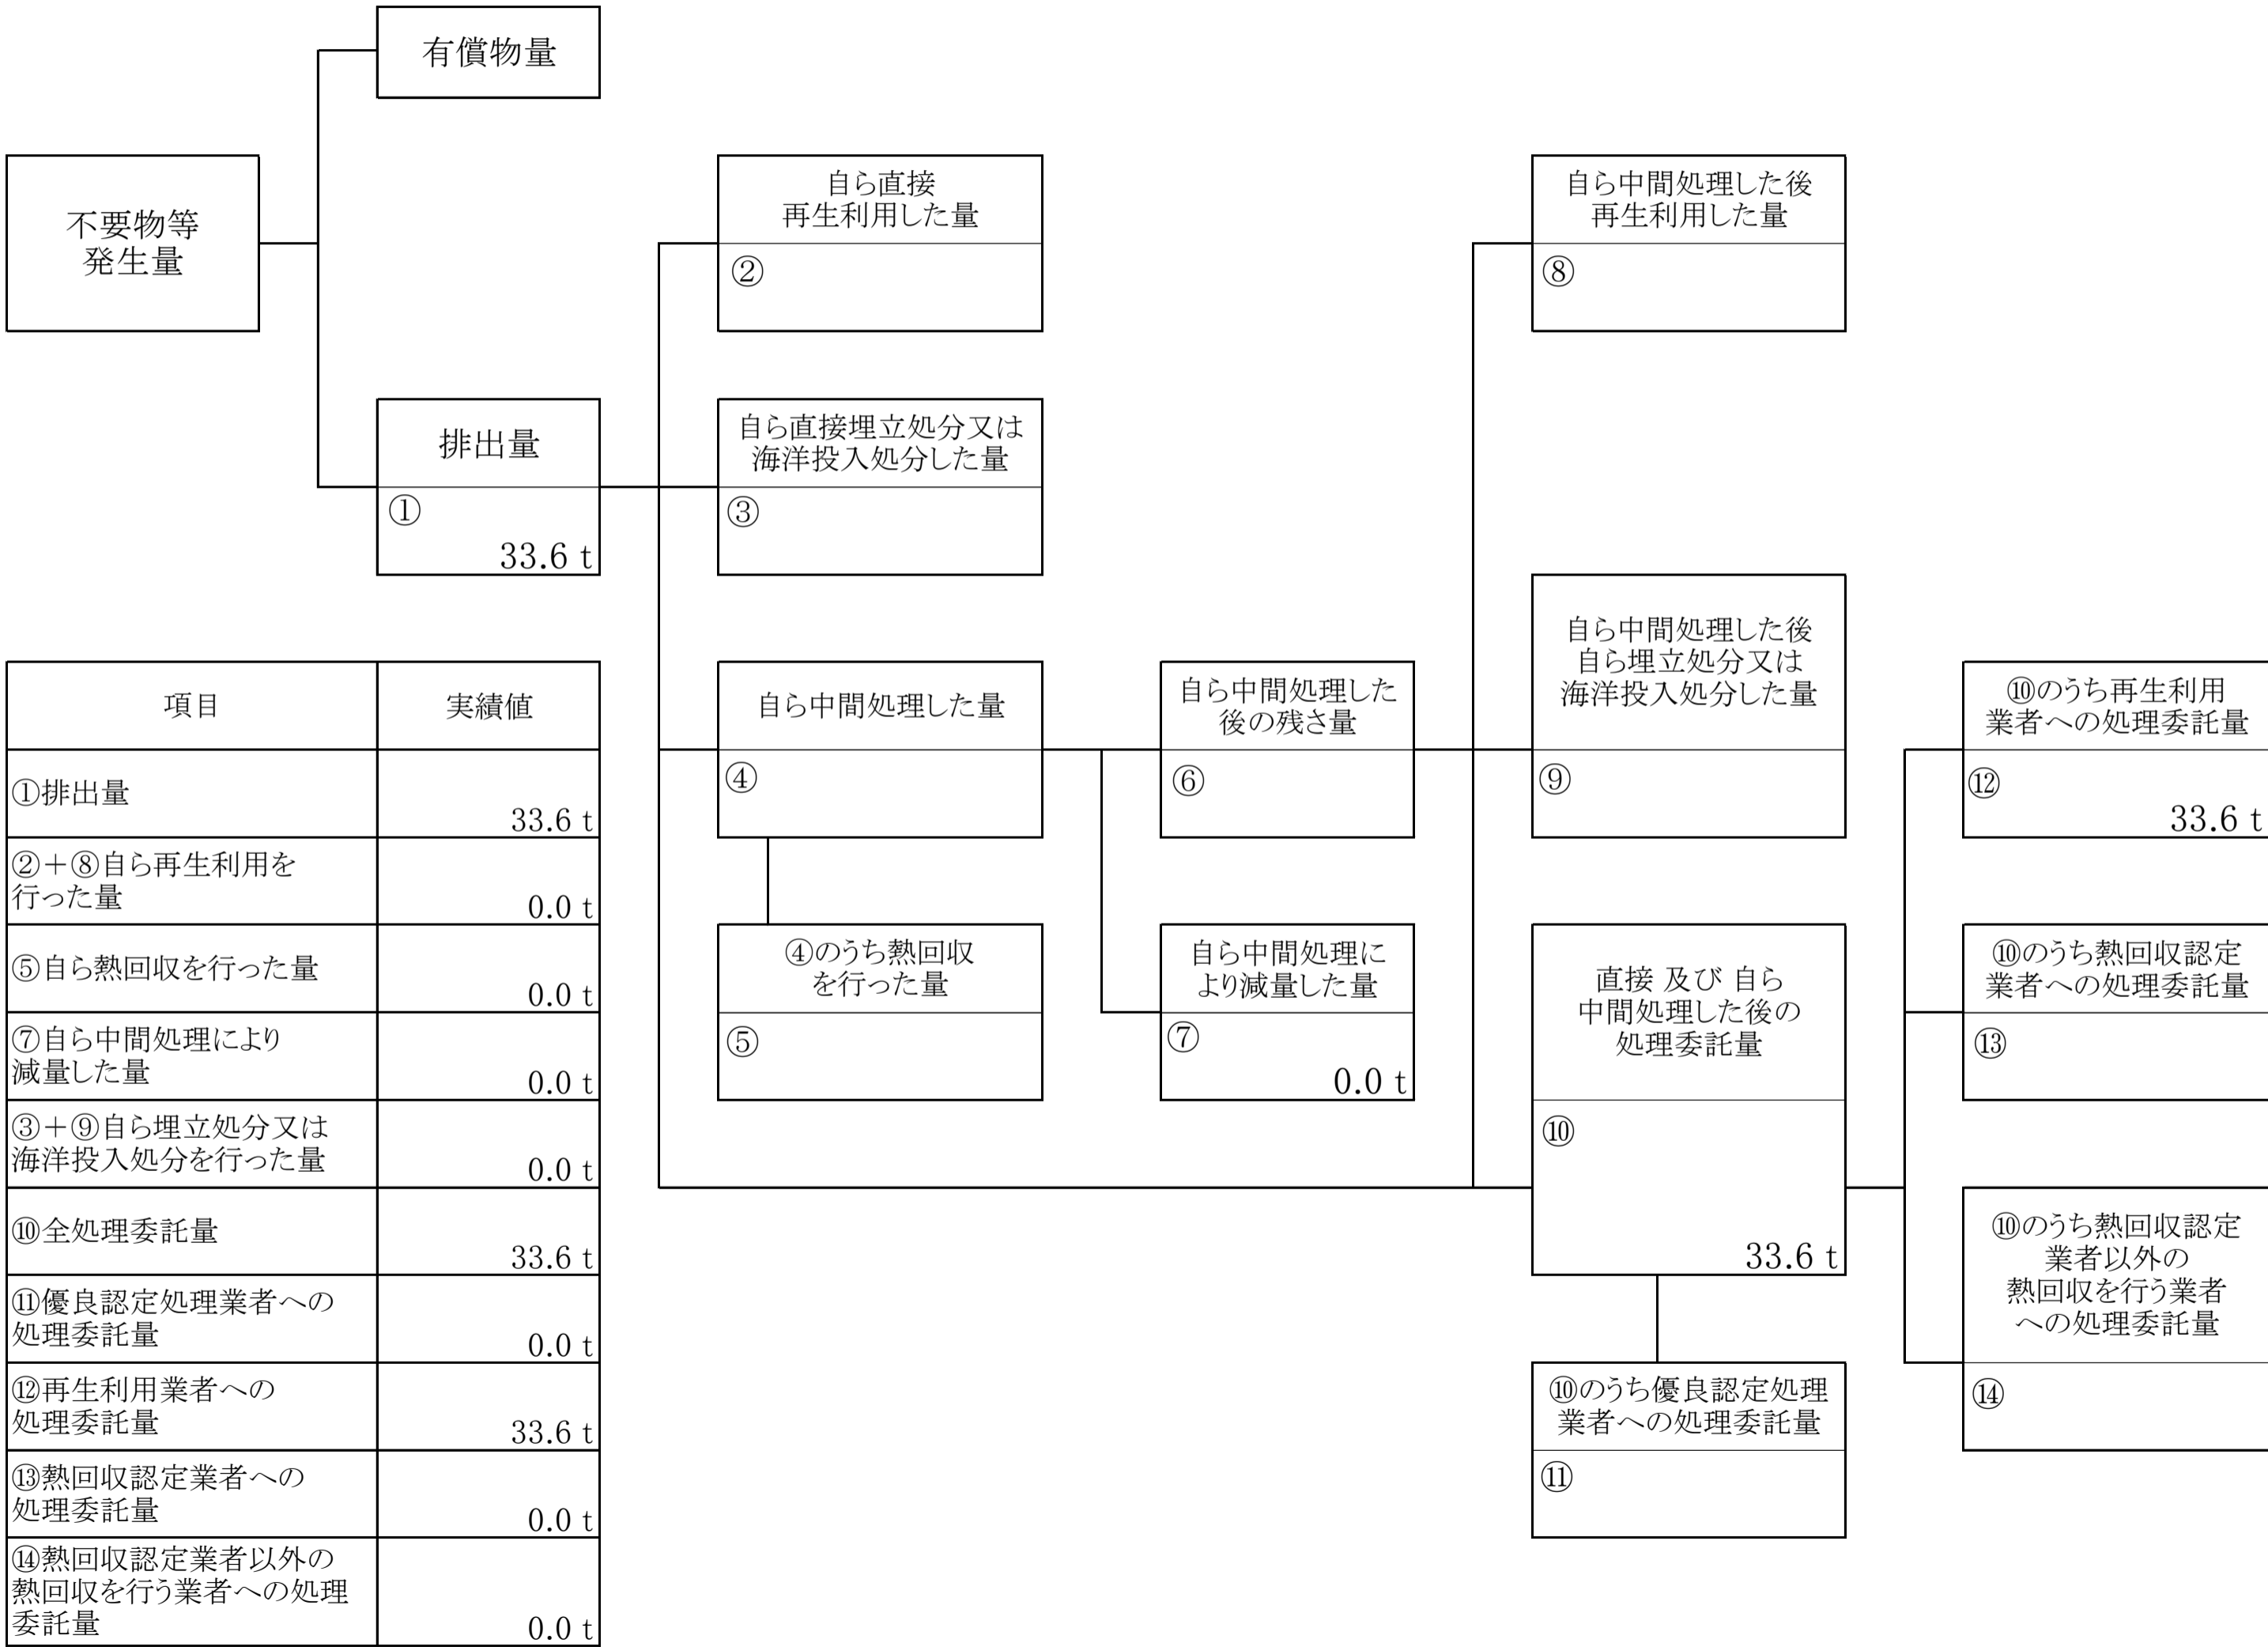 有償物量
不要物等
発生量
自ら直接
再生利用した量
②
自ら中間処理した後
再生利用した量
⑧
排出量
①
33.6 t
自ら直接埋立処分又は
海洋投入処分した量
③
自ら中間処理した量
④
自ら中間処理した
後の残さ量
⑥
自ら中間処理した後
自ら埋立処分又は
海洋投入処分した量
⑨
⑩のうち再生利用
業者への処理委託量
⑫
33.6 t
④のうち熱回収
を行った量
⑤
自ら中間処理に
より減量した量
⑦
0.0 t
直接 及び 自ら
中間処理した後の
処理委託量
⑩
33.6 t
⑩のうち熱回収認定
業者への処理委託量
⑬
⑩のうち熱回収認定
業者以外の
熱回収を行う業者
への処理委託量
⑭
⑩のうち優良認定処理
業者への処理委託量
⑪
項目 実績値
①排出量
33.6 t
②＋⑧自ら再生利用を
行った量
0.0 t
⑤自ら熱回収を行った量
0.0 t
⑦自ら中間処理により
減量した量
0.0 t
③＋⑨自ら埋立処分又は
海洋投入処分を行った量
0.0 t
⑩全処理委託量
33.6 t
⑪優良認定処理業者への
処理委託量
0.0 t
⑫再生利用業者への
処理委託量
33.6 t
⑬熱回収認定業者への
処理委託量
0.0 t
⑭熱回収認定業者以外の
熱回収を行う業者への処理
委託量
0.0 t